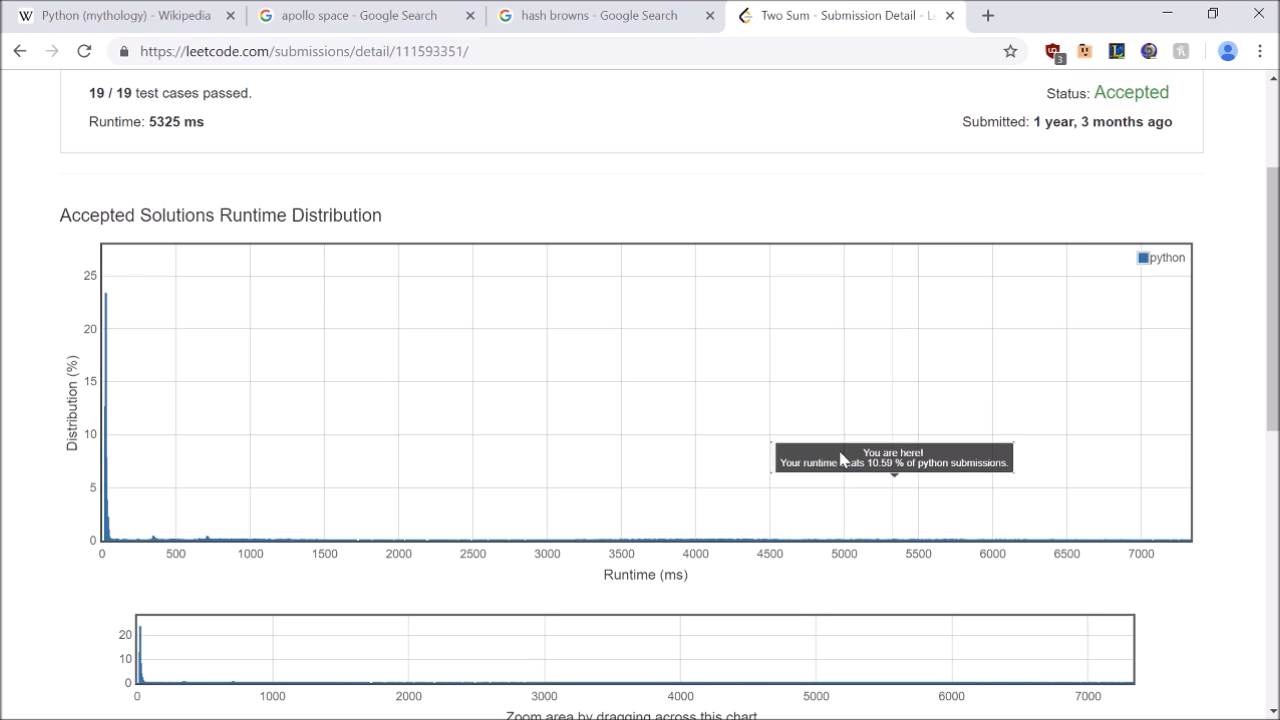 Python (mythology) - Wikipedia
apollo space - Google Search
hash browns - Google Search
Two Sum - Submission Detail - L
https://leetcode.com/submissions/detail/111593351/
3
19 / 19 test cases passed.
Status: Accepted
Runtime: 5325 ms
Submitted: 1 year, 3 months ago
Accepted Solutions Runtime Distribution
python
Distribution (%)
25
20
15
10
5
0
You are here!
Your runtime beats 10.59 % of python submissions.
0 500 1000 1500 2000 2500 3000 3500 4000 4500 5000 5500 6000 6500 7000
Runtime (ms)
20
10
0
0 1000 2000 3000 4000 5000 6000 7000
Zoom area by dragging across this chart